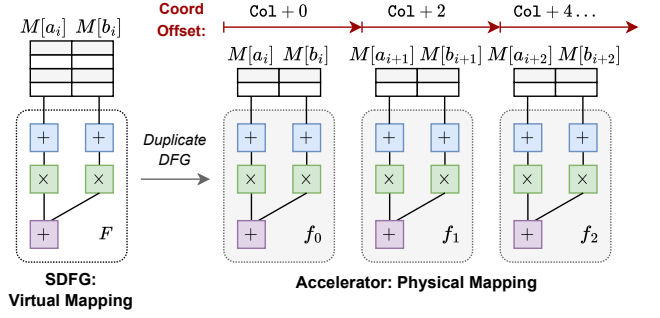 Coord
Offset:
Col + 0
Col + 2
Col + 4...
M[a_i] M[b_i]
M[a_i] M[b_i]
M[a_{i+1}] M[b_{i+1}]
M[a_{i+2}] M[b_{i+2}]
+ +
× ×
+ F
Duplicate
DFG
+ +
× ×
+ f_0
+ +
× ×
+ f_1
+ +
× ×
+ f_2
SDFG:
Virtual Mapping
Accelerator: Physical Mapping